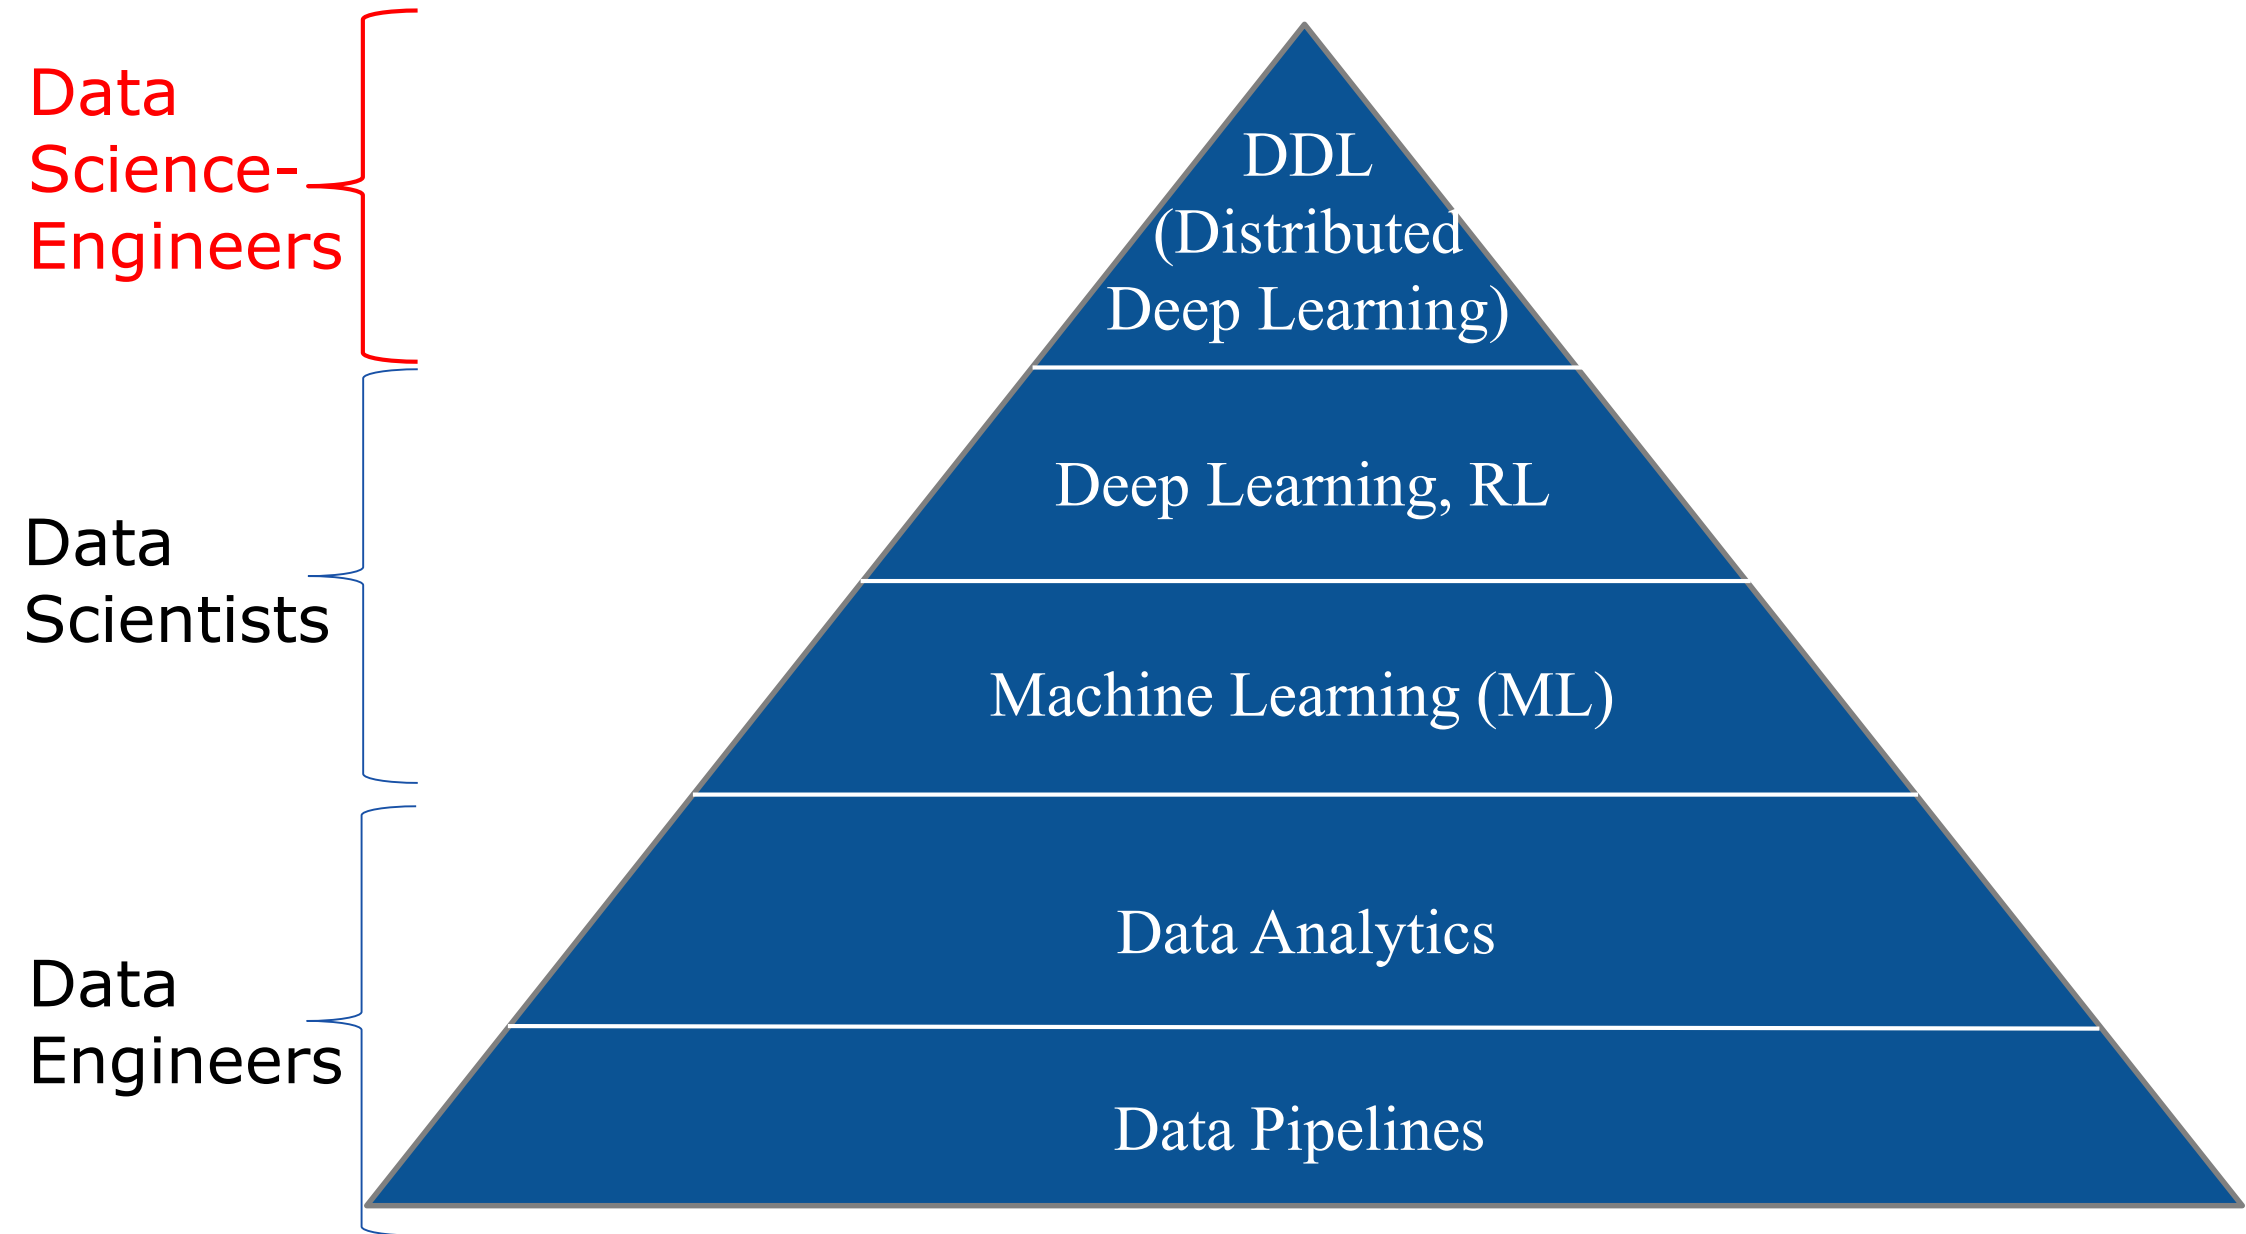 Data
Science-
Engineers
DDL
(Distributed
Deep Learning)
Data
Scientists
Deep Learning, RL
Machine Learning (ML)
Data
Engineers
Data Analytics
Data Pipelines